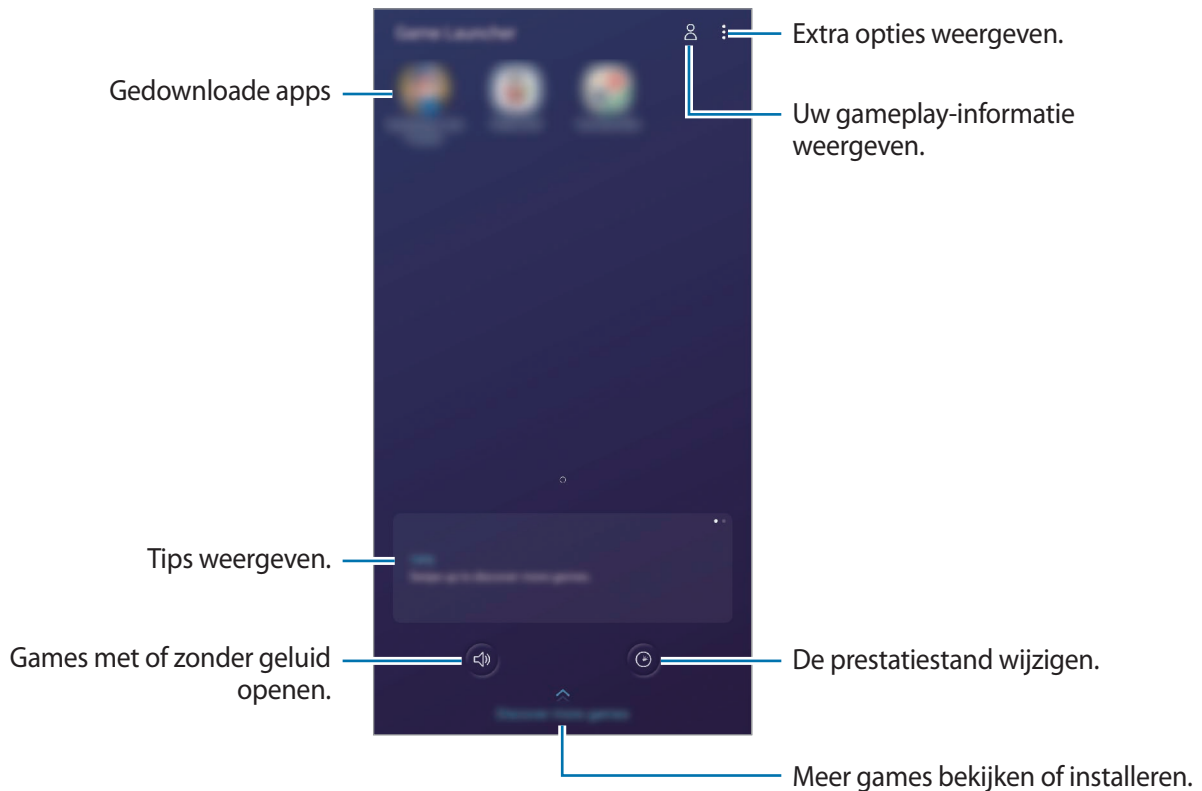 Game Launcher
Extra opties weergeven.
Gedownloade apps
Uw gameplay-informatie
weergeven.
Tips weergeven.
Swipe up to discover more games.
Games met of zonder geluid
openen.
De prestatiestand wijzigen.
Discover more games
Meer games bekijken of installeren.